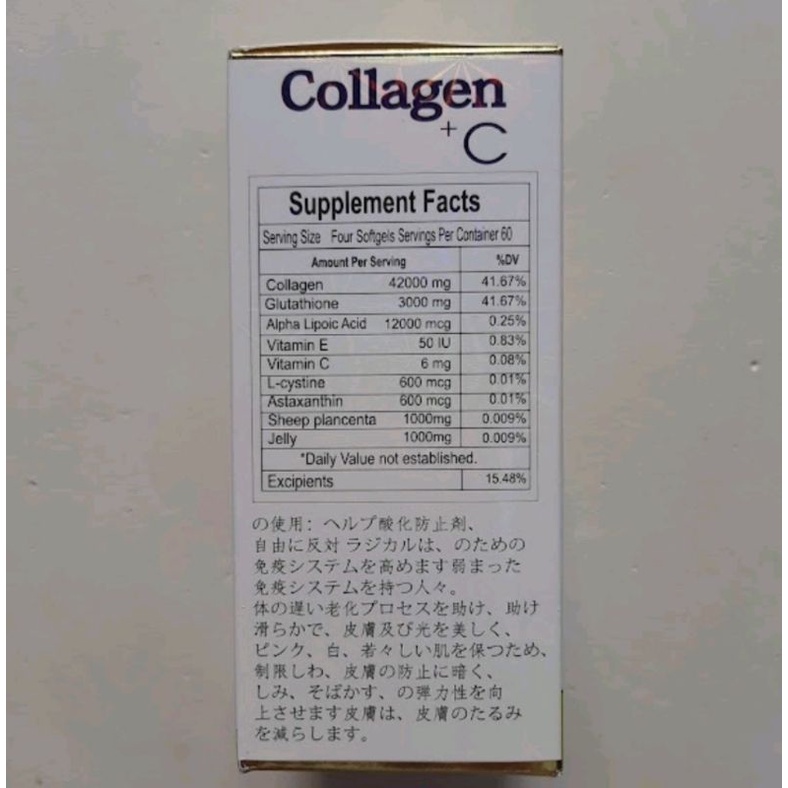 Collagen
+C
Supplement Facts
Serving Size Four Softgels Servings Per Container 60
Amount Per Serving %DV
Collagen 42000 mg 41.67%
Glutathione 3000 mg 41.67%
Alpha Lipoic Acid 12000 mcg 0.25%
Vitamin E 50 IU 0.83%
Vitamin C 6 mg 0.08%
L-cystine 600 mcg 0.01%
Astaxanthin 600 mcg 0.01%
Sheep plancenta 1000mg 0.009%
Jelly 1000mg 0.009%
*Daily Value not established.
Excipients 15.48%
の使用: ヘルプ酸化防止剤、
自由に反対 ラジカルは、のための
免疫システムを高めます弱まった
免疫システムを持つ人々。
体の遅い老化プロセスを助け、助け
滑らかで、皮膚及び光を美しく、
ピンク、白、若々しい肌を保つため、
制限しわ、皮膚の防止に暗く、
しみ、そばかす、の弾力性を向
上させます皮膚は、皮膚のたるみ
を減らします。